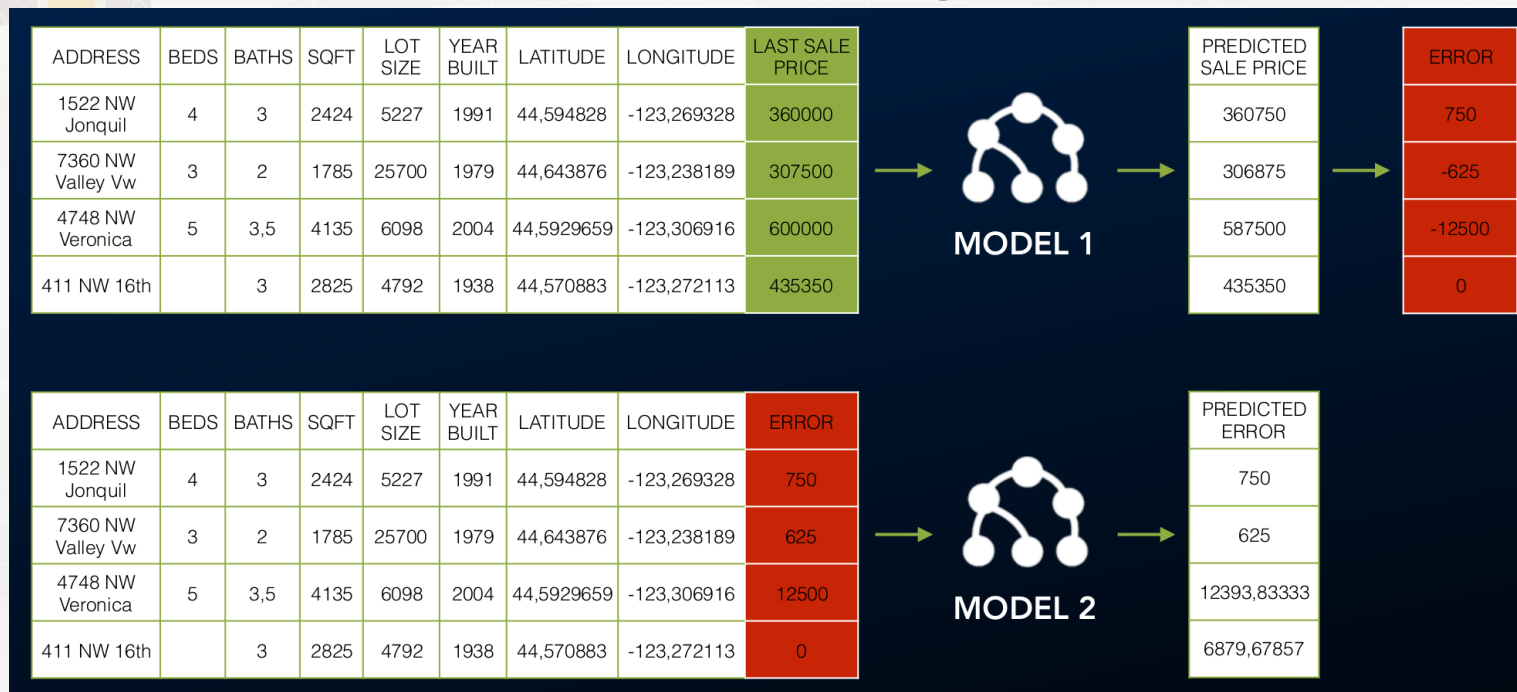 ADDRESS BEDS BATHS SQFT LOT SIZE YEAR BUILT LATITUDE LONGITUDE LAST SALE PRICE PREDICTED SALE PRICE ERROR
1522 NW Jonquil 4 3 2424 5227 1991 44,594828 -123,269328 360000 360750 750
7360 NW Valley Vw 3 2 1785 25700 1979 44,643876 -123,238189 307500 306875 -625
4748 NW Veronica 5 3,5 4135 6098 2004 44,5929659 -123,306916 600000 587500 -12500
411 NW 16th 3 2825 4792 1938 44,570883 -123,272113 435350 435350 0
MODEL 1
ADDRESS BEDS BATHS SQFT LOT SIZE YEAR BUILT LATITUDE LONGITUDE ERROR PREDICTED ERROR
1522 NW Jonquil 4 3 2424 5227 1991 44,594828 -123,269328 750 750
7360 NW Valley Vw 3 2 1785 25700 1979 44,643876 -123,238189 625 625
4748 NW Veronica 5 3,5 4135 6098 2004 44,5929659 -123,306916 12500 12393,83333
411 NW 16th 3 2825 4792 1938 44,570883 -123,272113 0 6879,67857
MODEL 2